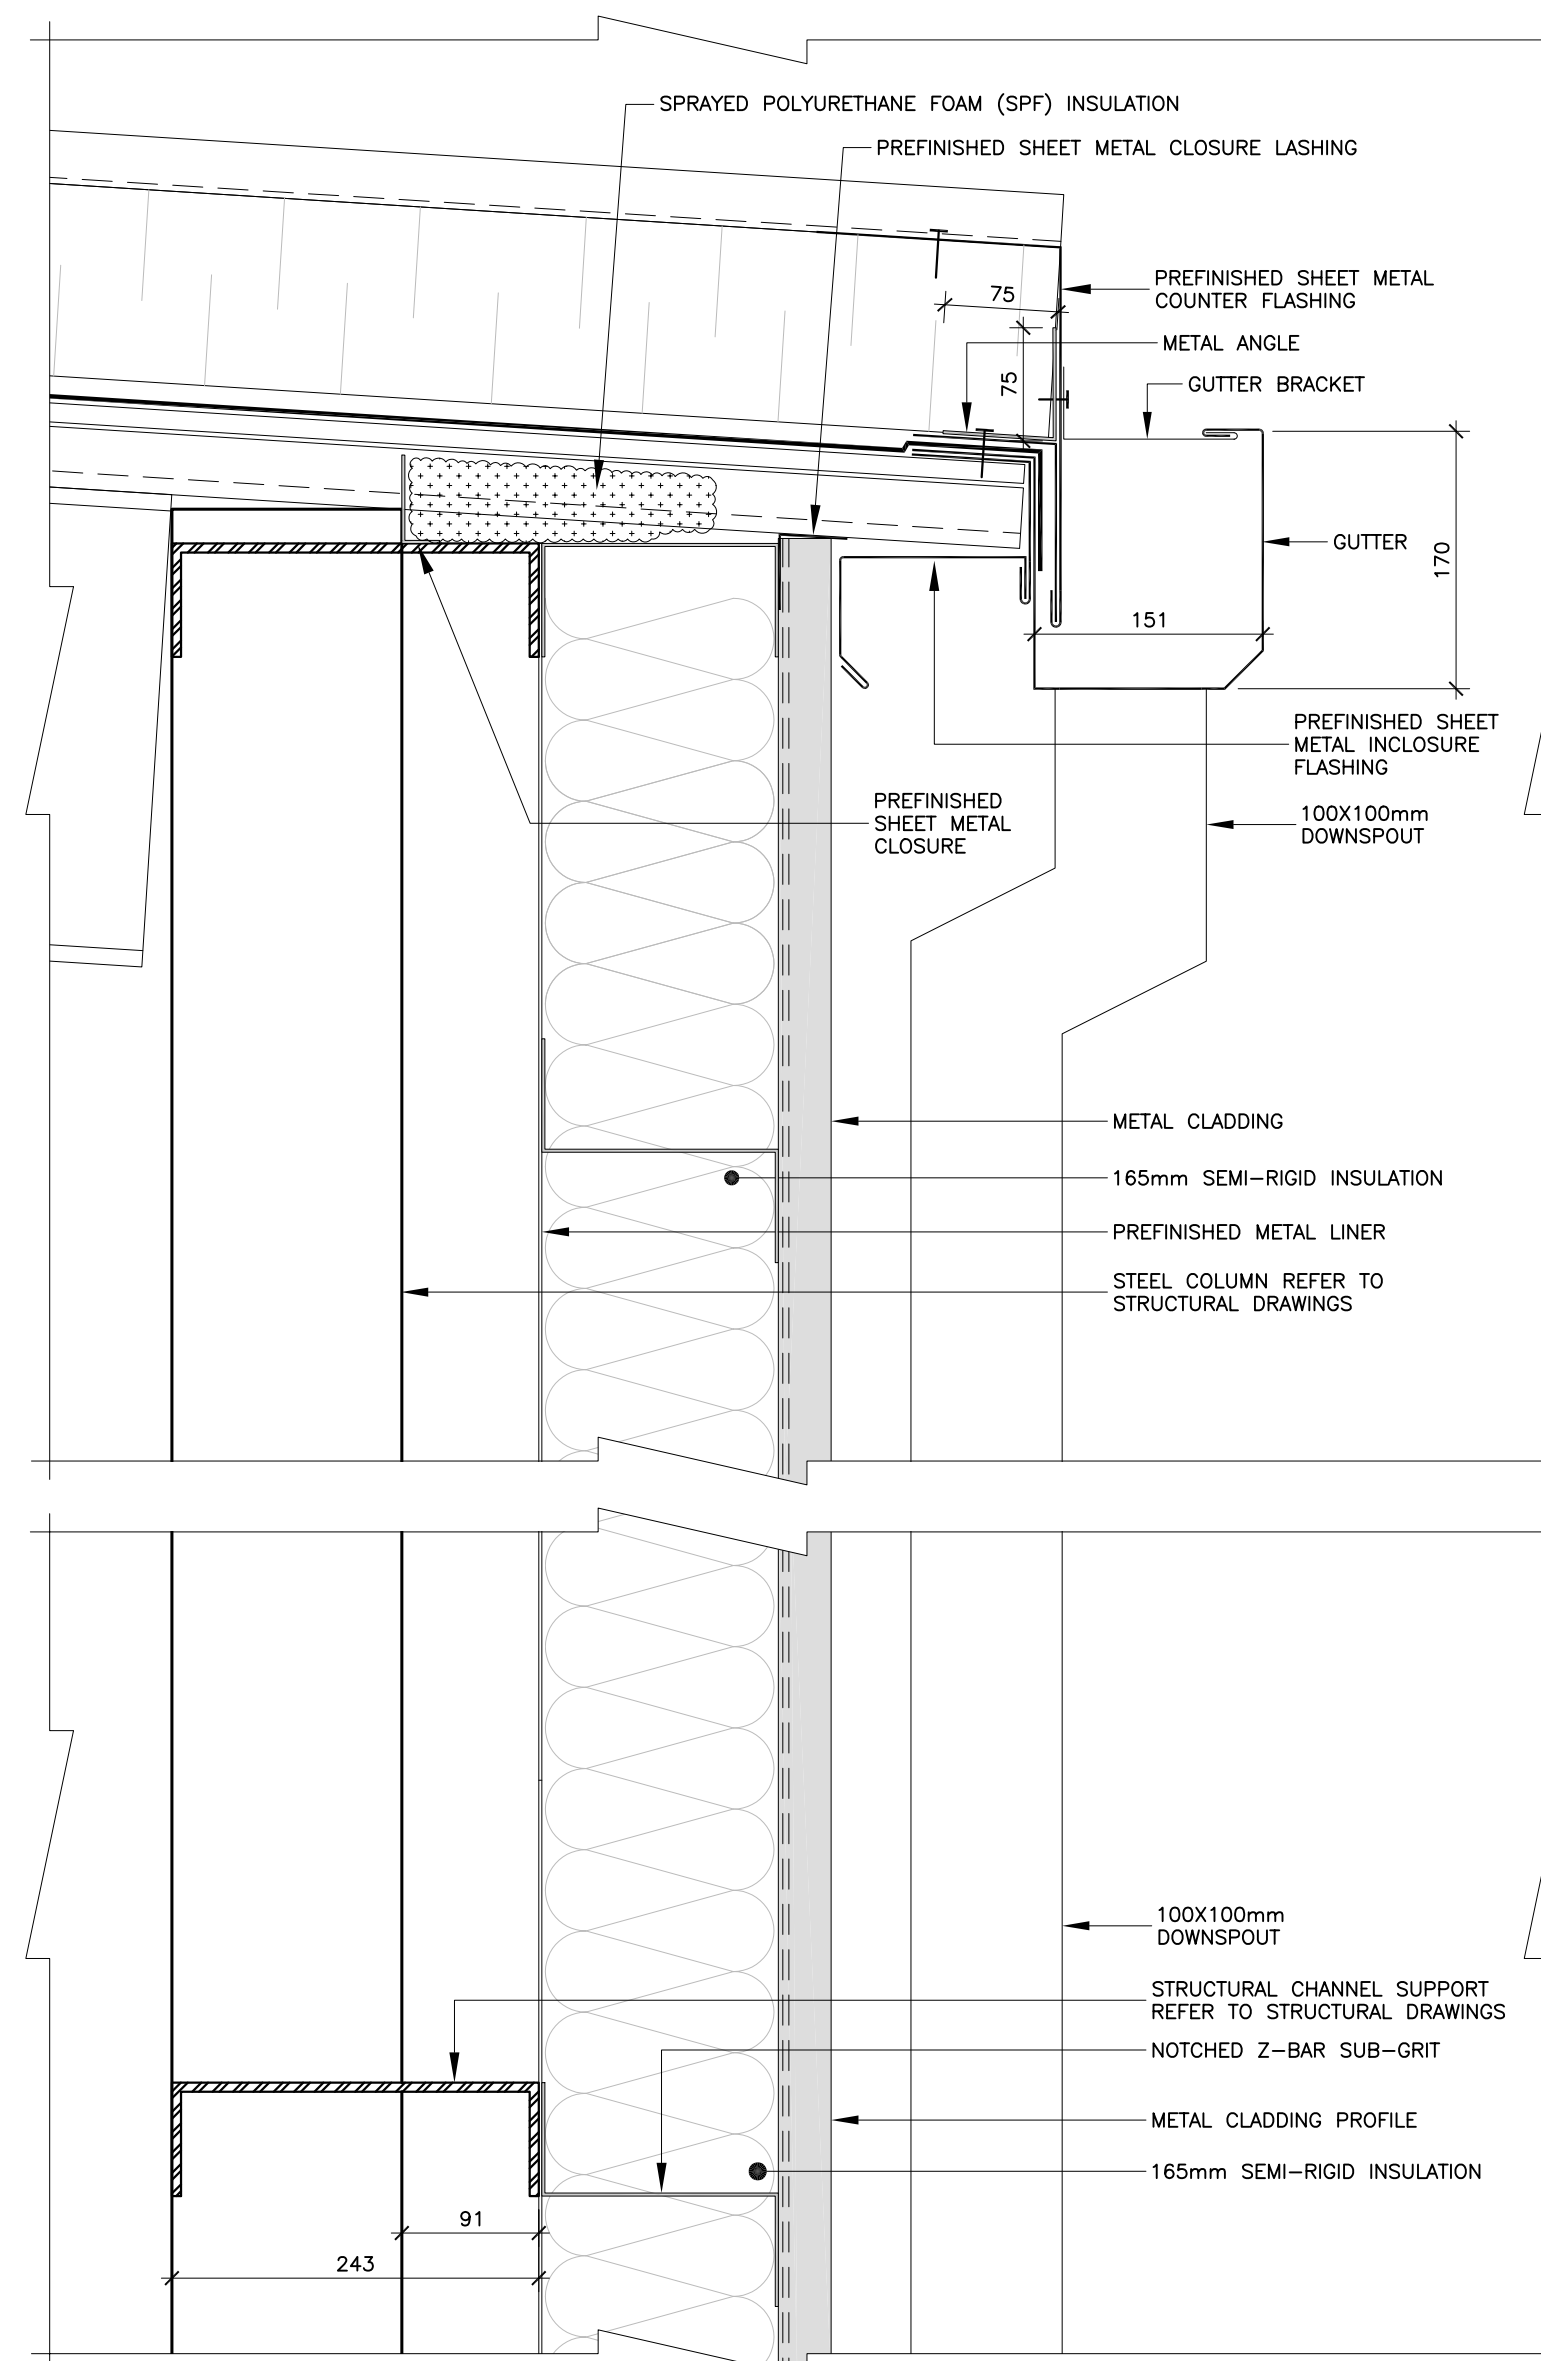 SPRAYED POLYURETHANE FOAM (SPF) INSULATION
PREFINISHED SHEET METAL CLOSURE LASHING
PREFINISHED SHEET METAL
COUNTER FLASHING
75
METAL ANGLE
75
GUTTER BRACKET
GUTTER
170
151
PREFINISHED SHEET
METAL INCLOSURE
FLASHING
PREFINISHED
SHEET METAL
CLOSURE
100X100mm
DOWNSPOUT
METAL CLADDING
165mm SEMI-RIGID INSULATION
PREFINISHED METAL LINER
STEEL COLUMN REFER TO
STRUCTURAL DRAWINGS
100X100mm
DOWNSPOUT
STRUCTURAL CHANNEL SUPPORT
REFER TO STRUCTURAL DRAWINGS
NOTCHED Z-BAR SUB-GRIT
METAL CLADDING PROFILE
165mm SEMI-RIGID INSULATION
91
243